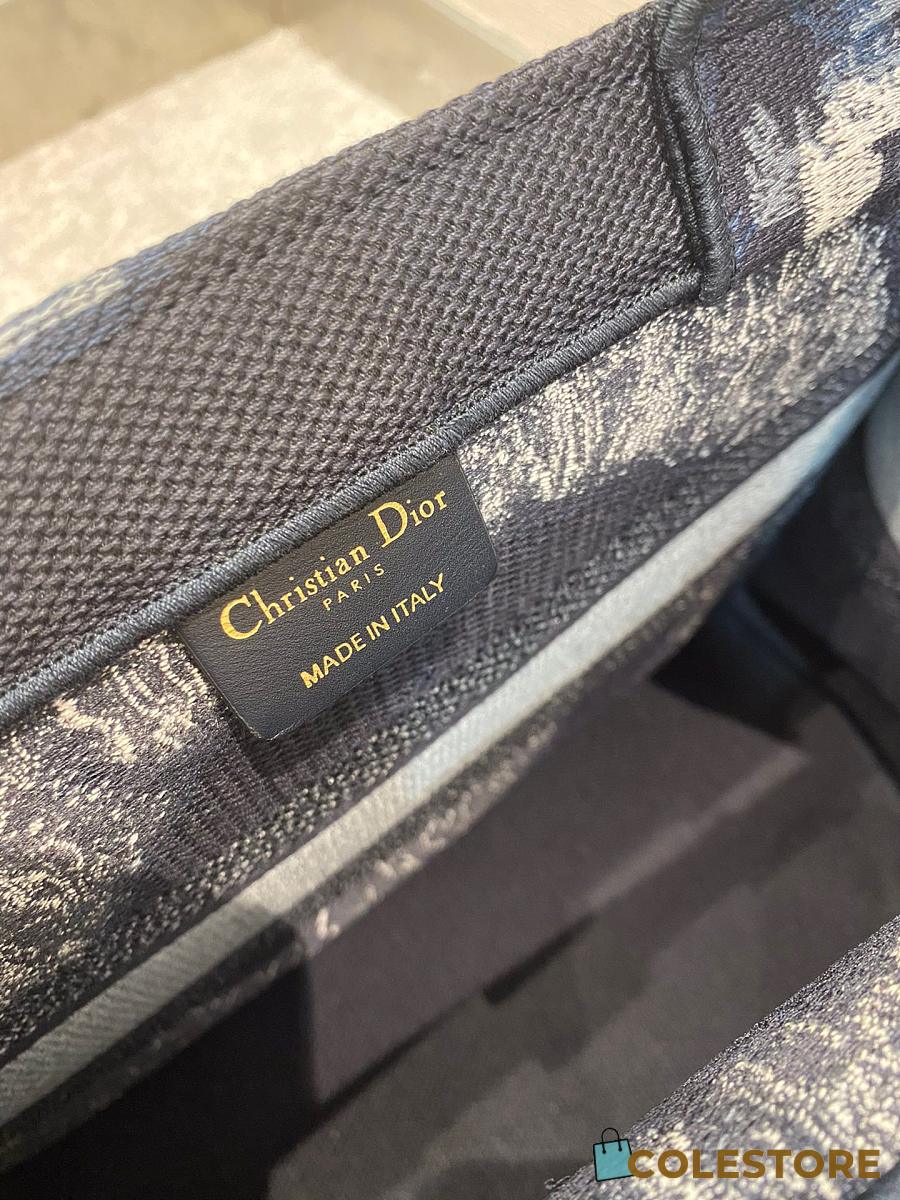 Christian Dior
PARIS
MADE IN ITALY
COLESTORE